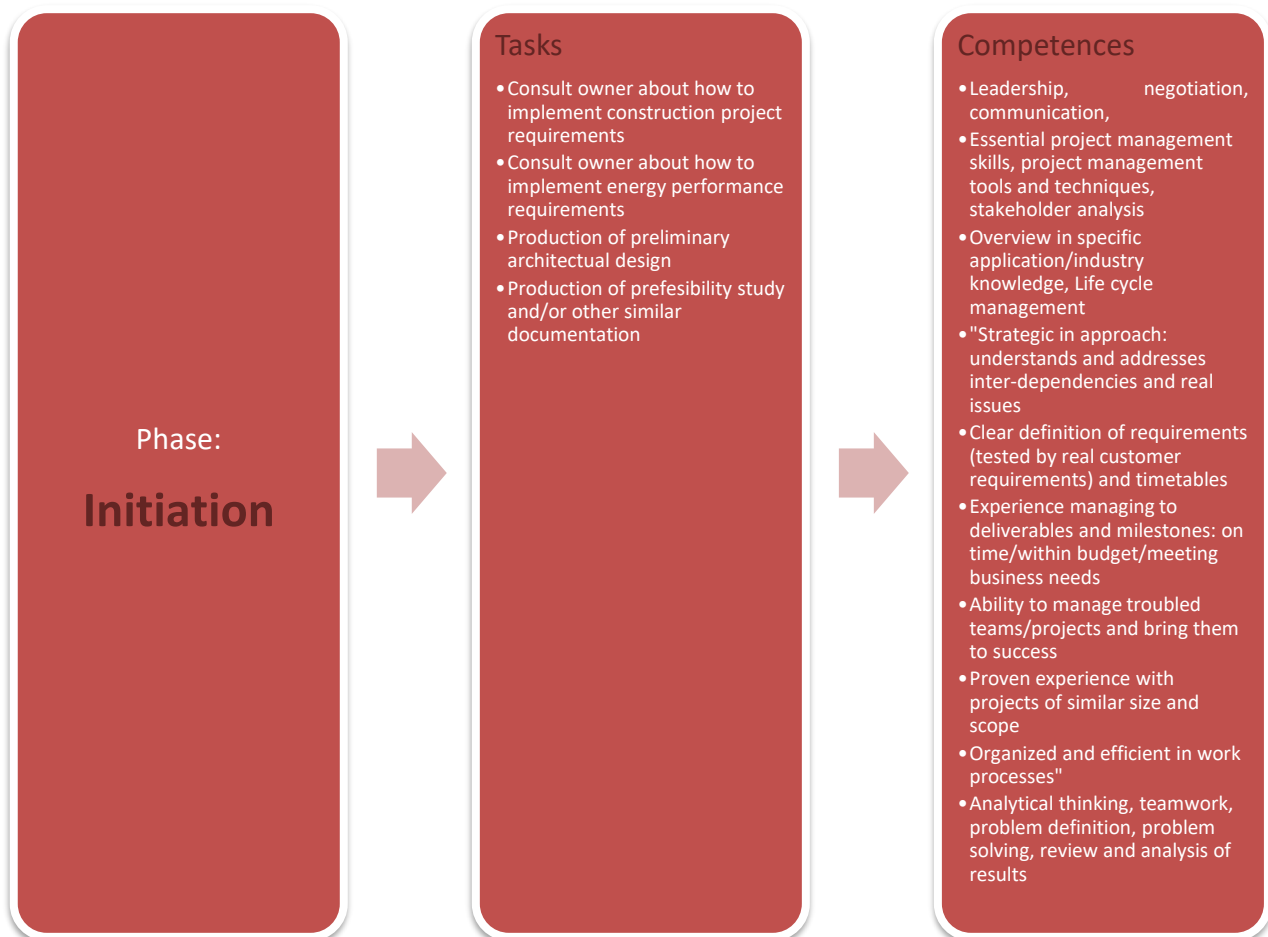 Phase:
Initiation
Tasks
•Consult owner about how to
implement construction project
requirements
•Consult owner about how to
implement energy performance
requirements
•Production of preliminary
architectual design
•Production of prefesibility study
and/or other similar
documentation
Competences
•Leadership, negotiation,
communication,
•Essential project management
skills, project management
tools and techniques,
stakeholder analysis
•Overview in specific
application/industry
knowledge, Life cycle
management
•"Strategic in approach:
understands and addresses
inter-dependencies and real
issues
•Clear definition of requirements
(tested by real customer
requirements) and timetables
•Experience managing to
deliverables and milestones: on
time/within budget/meeting
business needs
•Ability to manage troubled
teams/projects and bring them
to success
•Proven experience with
projects of similar size and
scope
•Organized and efficient in work
processes"
•Analytical thinking, teamwork,
problem definition, problem
solving, review and analysis of
results